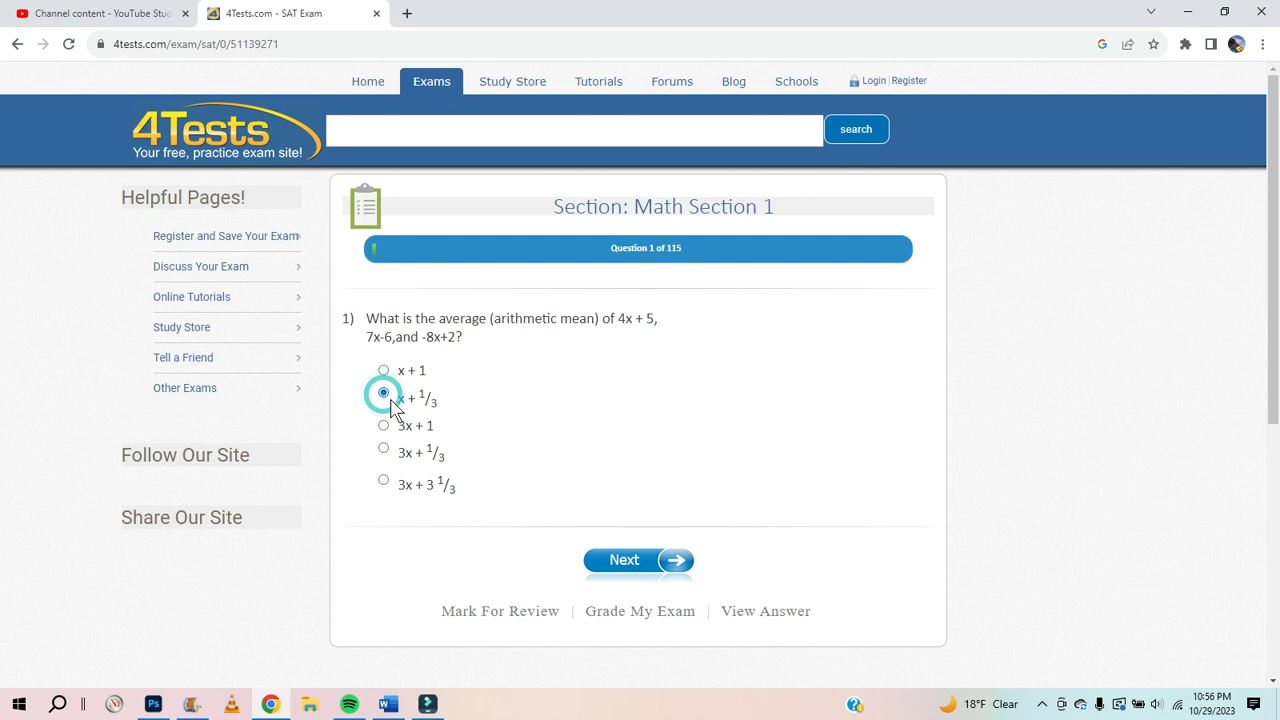 Channel content - YouTube Stud
4Tests.com - SAT Exam
4tests.com/exam/sat/0/51139271
Home
Exams
Study Store
Tutorials
Forums
Blog
Schools
Login
Register
4Tests
Your free, practice exam site!
search
Helpful Pages!
Register and Save Your Exam
Discuss Your Exam
Online Tutorials
Study Store
Tell a Friend
Other Exams
Follow Our Site
Share Our Site
Section: Math Section 1
Question 1 of 115
1) What is the average (arithmetic mean) of 4x + 5,
7x-6,and -8x+2?
x + 1
x + 1/3
3x + 1
3x + 1/3
3x + 3 1/3
Next
Mark For Review | Grade My Exam | View Answer
Ps
W
18°F Clear
10:56 PM
10/29/2023